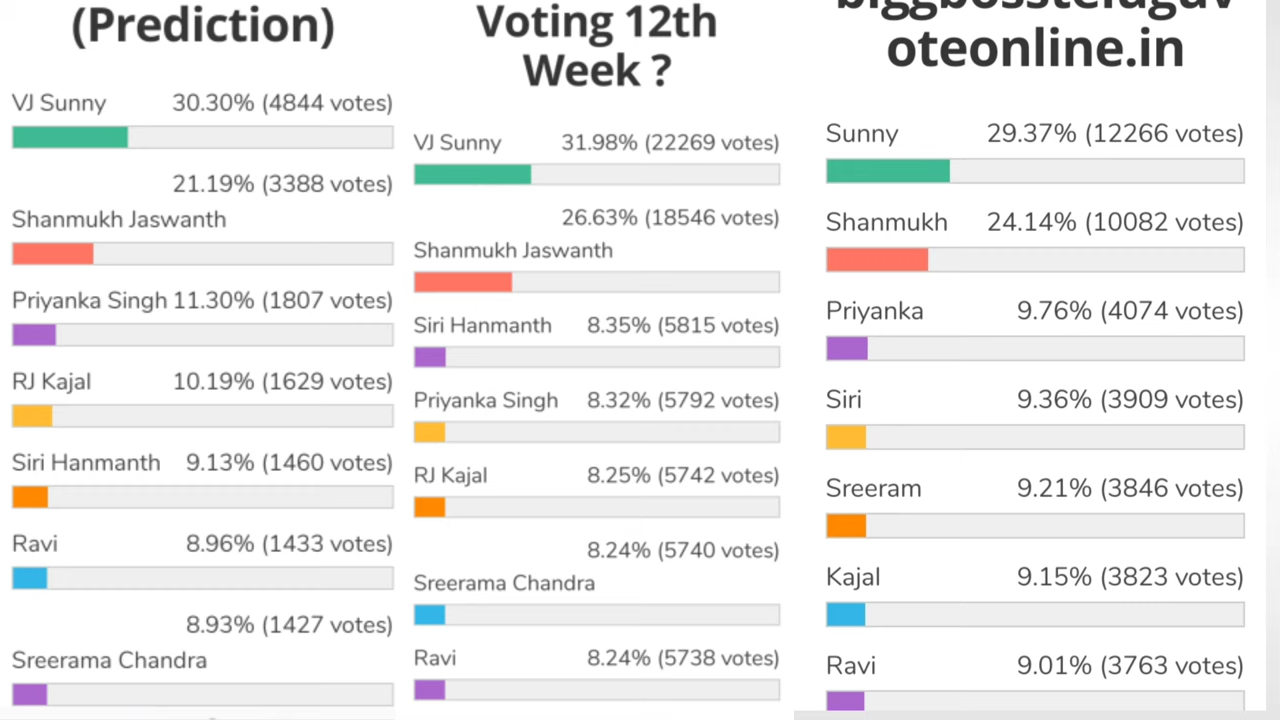 (Prediction)
VJ Sunny 30.30% (4844 votes)
21.19% (3388 votes)
Shanmukh Jaswanth
Priyanka Singh 11.30% (1807 votes)
RJ Kajal 10.19% (1629 votes)
Siri Hanmanth 9.13% (1460 votes)
Ravi 8.96% (1433 votes)
8.93% (1427 votes)
Sreerama Chandra
Voting 12th
Week ?
VJ Sunny 31.98% (22269 votes)
26.63% (18546 votes)
Shanmukh Jaswanth
Siri Hanmanth 8.35% (5815 votes)
Priyanka Singh 8.32% (5792 votes)
RJ Kajal 8.25% (5742 votes)
8.24% (5740 votes)
Sreerama Chandra
Ravi 8.24% (5738 votes)
biggbossteluguv
oteonline.in
Sunny 29.37% (12266 votes)
Shanmukh 24.14% (10082 votes)
Priyanka 9.76% (4074 votes)
Siri 9.36% (3909 votes)
Sreeram 9.21% (3846 votes)
Kajal 9.15% (3823 votes)
Ravi 9.01% (3763 votes)